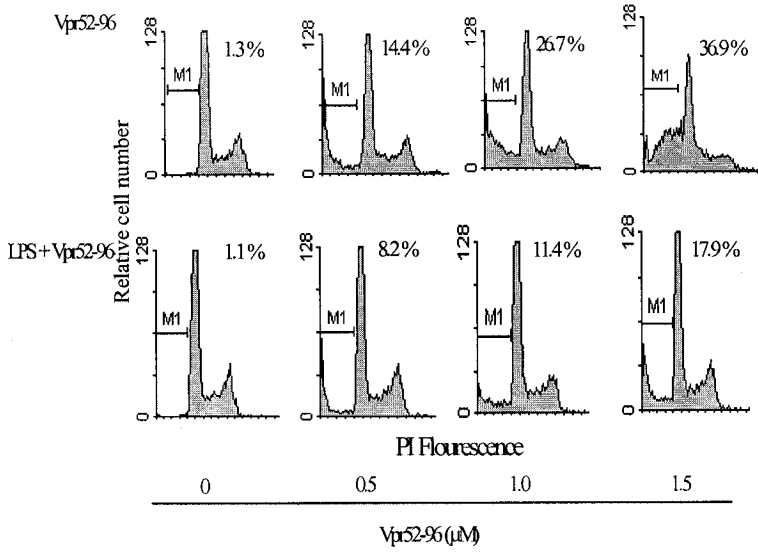 Vpr52-96
Relative cell number
128
0
M1
1.3%
128
0
M1
14.4%
128
0
M1
26.7%
128
0
M1
36.9%
LPS + Vpr52-96
128
0
M1
1.1%
128
0
M1
8.2%
128
0
M1
11.4%
128
0
M1
17.9%
PI Flourescence
0 0.5 1.0 1.5
Vpr52-96 (μM)